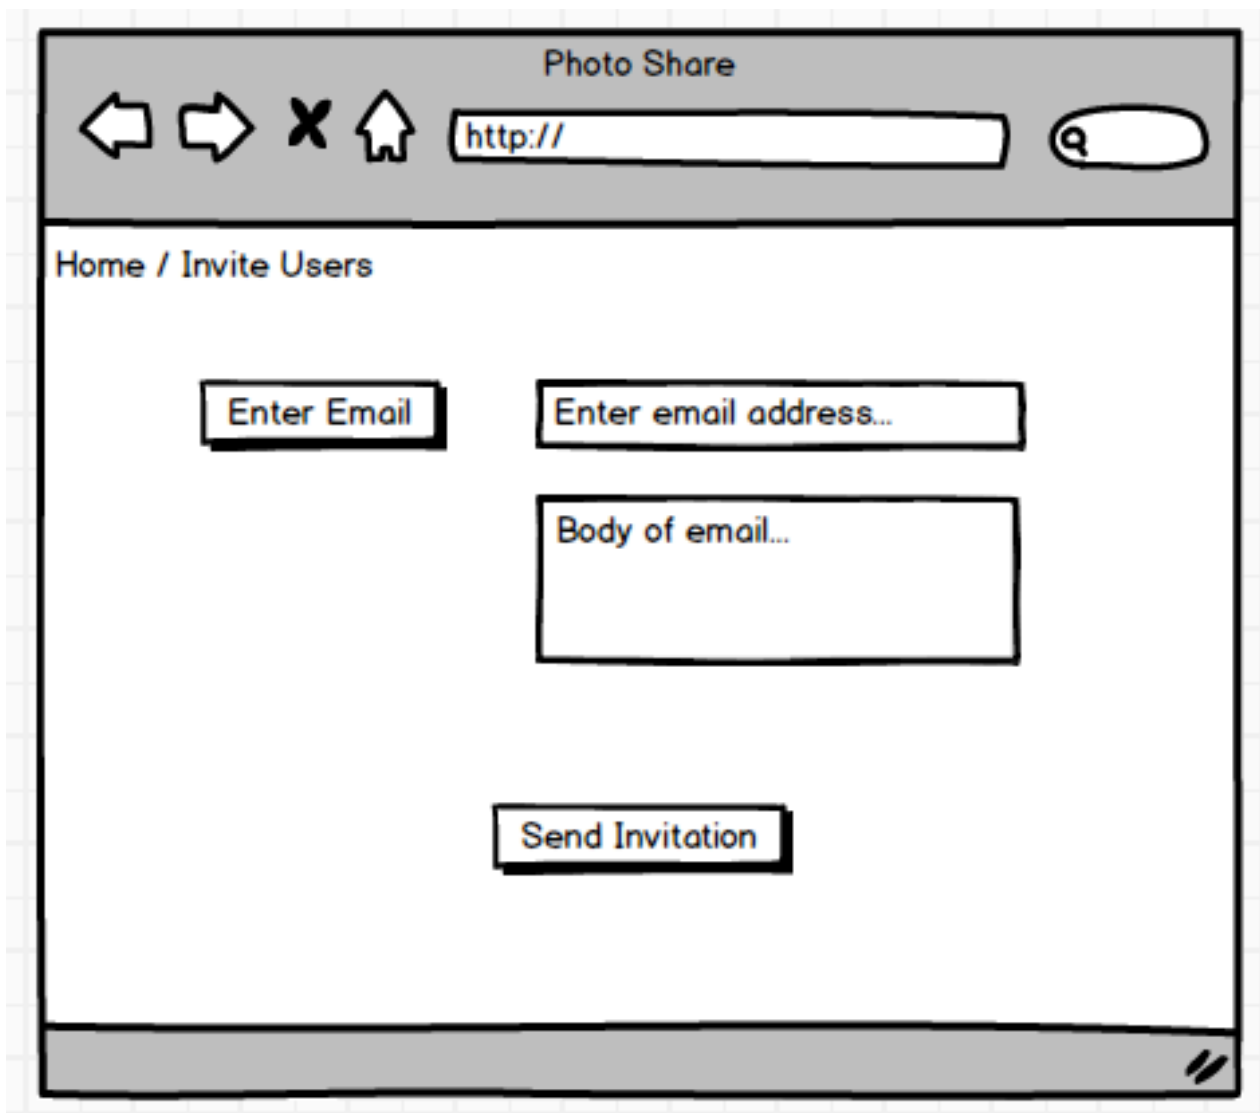 Photo Share
http://
Home / Invite Users
Enter Email
Enter email address...
Body of email...
Send Invitation